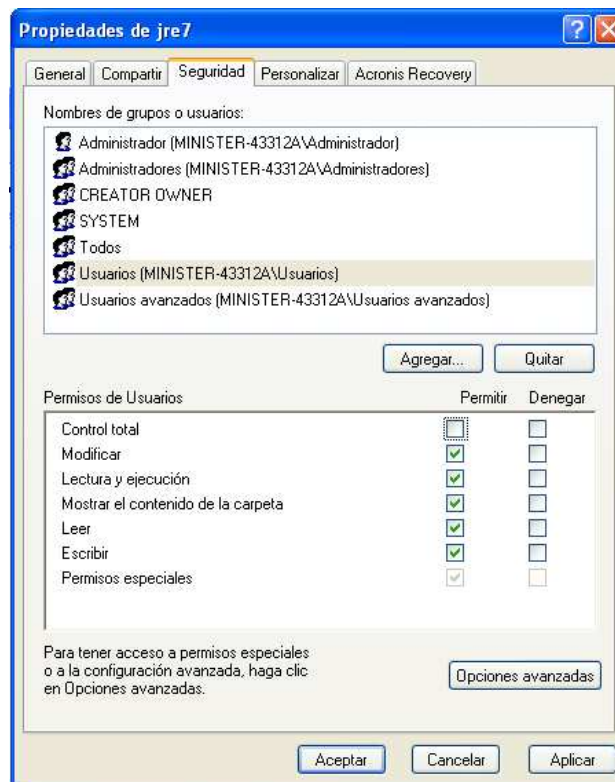 Propiedades de jre7
General Compartir Seguridad Personalizar Acronis Recovery
Nombres de grupos o usuarios:
Administrador (MINISTER-43312A\Administrador)
Administradores (MINISTER-43312A\Administradores)
CREATOR OWNER
SYSTEM
Todos
Usuarios (MINISTER-43312A\Usuarios)
Usuarios avanzados (MINISTER-43312A\Usuarios avanzados)
Agregar... Quitar
Permisos de Usuarios Permitir Denegar
Control total
Modificar
Lectura y ejecución
Mostrar el contenido de la carpeta
Leer
Escribir
Permisos especiales
Para tener acceso a permisos especiales
o a la configuración avanzada, haga clic
en Opciones avanzadas.
Opciones avanzadas
Aceptar Cancelar Aplicar